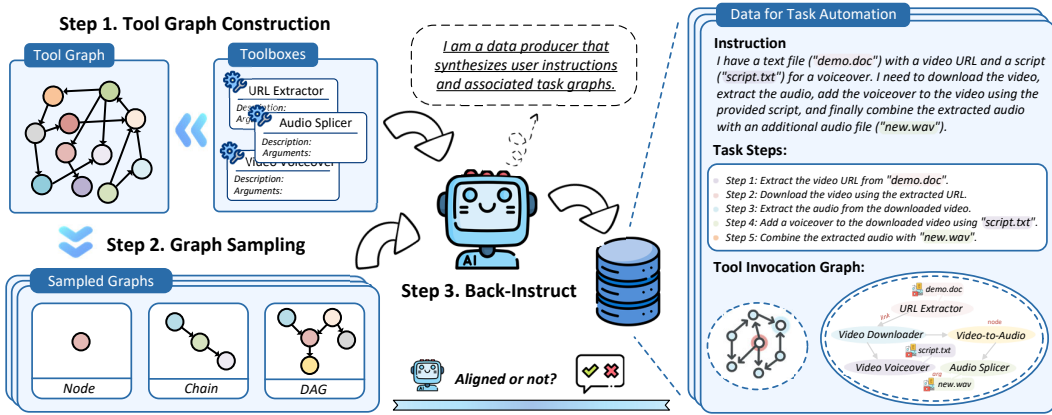 Step 1. Tool Graph Construction
Tool Graph
Toolboxes
URL Extractor
Description:
Arguments:
Audio Splicer
Description:
Arguments:
Video Voiceover
Description:
Arguments:
I am a data producer that
synthesizes user instructions
and associated task graphs.
Step 2. Graph Sampling
Sampled Graphs
Node
Chain
DAG
AI
Step 3. Back-Instruct
Aligned or not?
Data for Task Automation
Instruction
I have a text file ("demo.doc") with a video URL and a script
("script.txt") for a voiceover. I need to download the video,
extract the audio, add the voiceover to the video using the
provided script, and finally combine the extracted audio
with an additional audio file ("new.wav").
Task Steps:
Step 1: Extract the video URL from "demo.doc".
Step 2: Download the video using the extracted URL.
Step 3: Extract the audio from the downloaded video.
Step 4: Add a voiceover to the downloaded video using "script.txt".
Step 5: Combine the extracted audio with "new.wav".
Tool Invocation Graph:
demo.doc
URL Extractor
link
node
Video Downloader
Video-to-Audio
script.txt
Video Voiceover
Audio Splicer
arg
new.wav